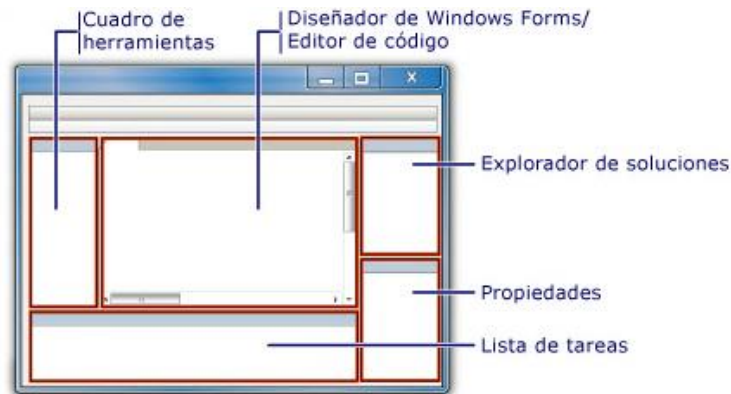 Cuadro de
herramientas
Diseñador de Windows Forms/
Editor de código
Explorador de soluciones
Propiedades
Lista de tareas